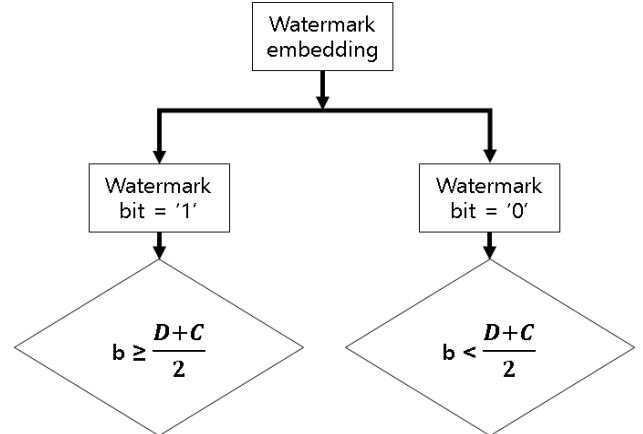 Watermark
embedding
Watermark
bit = '1'
Watermark
bit = '0'
b ≥ D+C/2
b < D+C/2